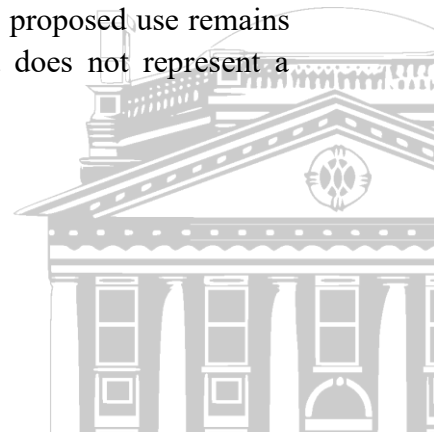 proposed use remains
does not represent a